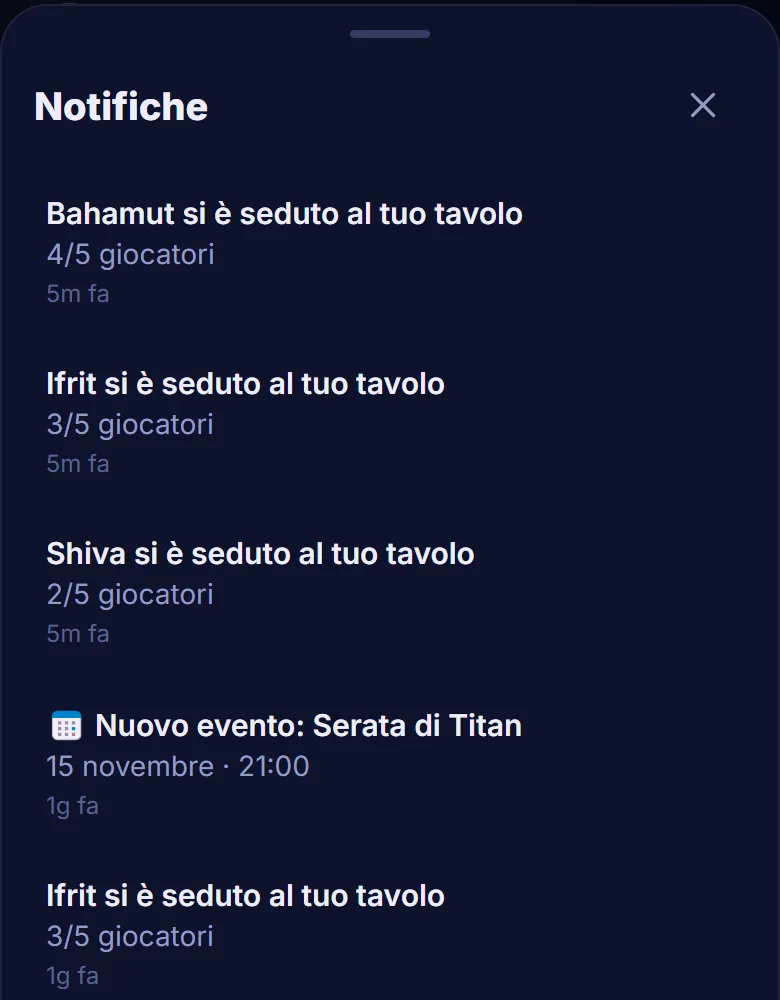 Notifiche
Bahamut si è seduto al tuo tavolo
4/5 giocatori
5m fa
Ifrit si è seduto al tuo tavolo
3/5 giocatori
5m fa
Shiva si è seduto al tuo tavolo
2/5 giocatori
5m fa
Nuovo evento: Serata di Titan
15 novembre · 21:00
1g fa
Ifrit si è seduto al tuo tavolo
3/5 giocatori
1g fa